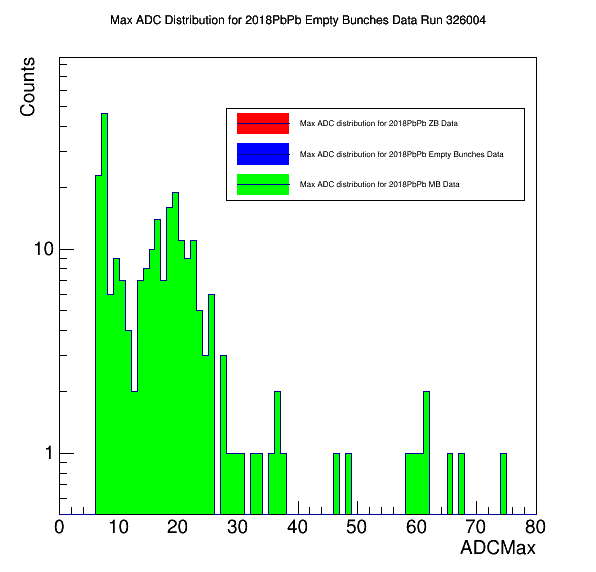 Max ADC Distribution for 2018PbPb Empty Bunches Data Run 326004
Counts
Max ADC distribution for 2018PbPb ZB Data
Max ADC distribution for 2018PbPb Empty Bunches Data
Max ADC distribution for 2018PbPb MB Data
10
1
0 10 20 30 40 50 60 70 80
ADCMax